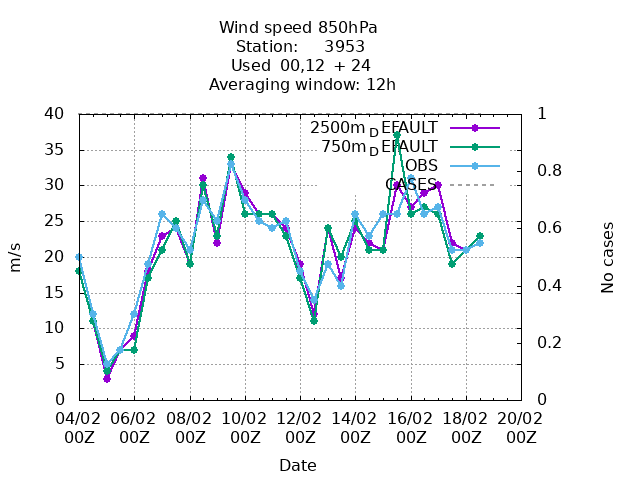 Wind speed 850hPa
Station: 3953
Used 00,12 + 24
Averaging window: 12h
2500m_DEFAULT
750m_DEFAULT
OBS
CASES
40
35
30
25
20
15
10
5
0
1
0.8
0.6
0.4
0.2
0
m/s
No cases
04/02 06/02 08/02 10/02 12/02 14/02 16/02 18/02 20/02
00Z 00Z 00Z 00Z 00Z 00Z 00Z 00Z 00Z
Date